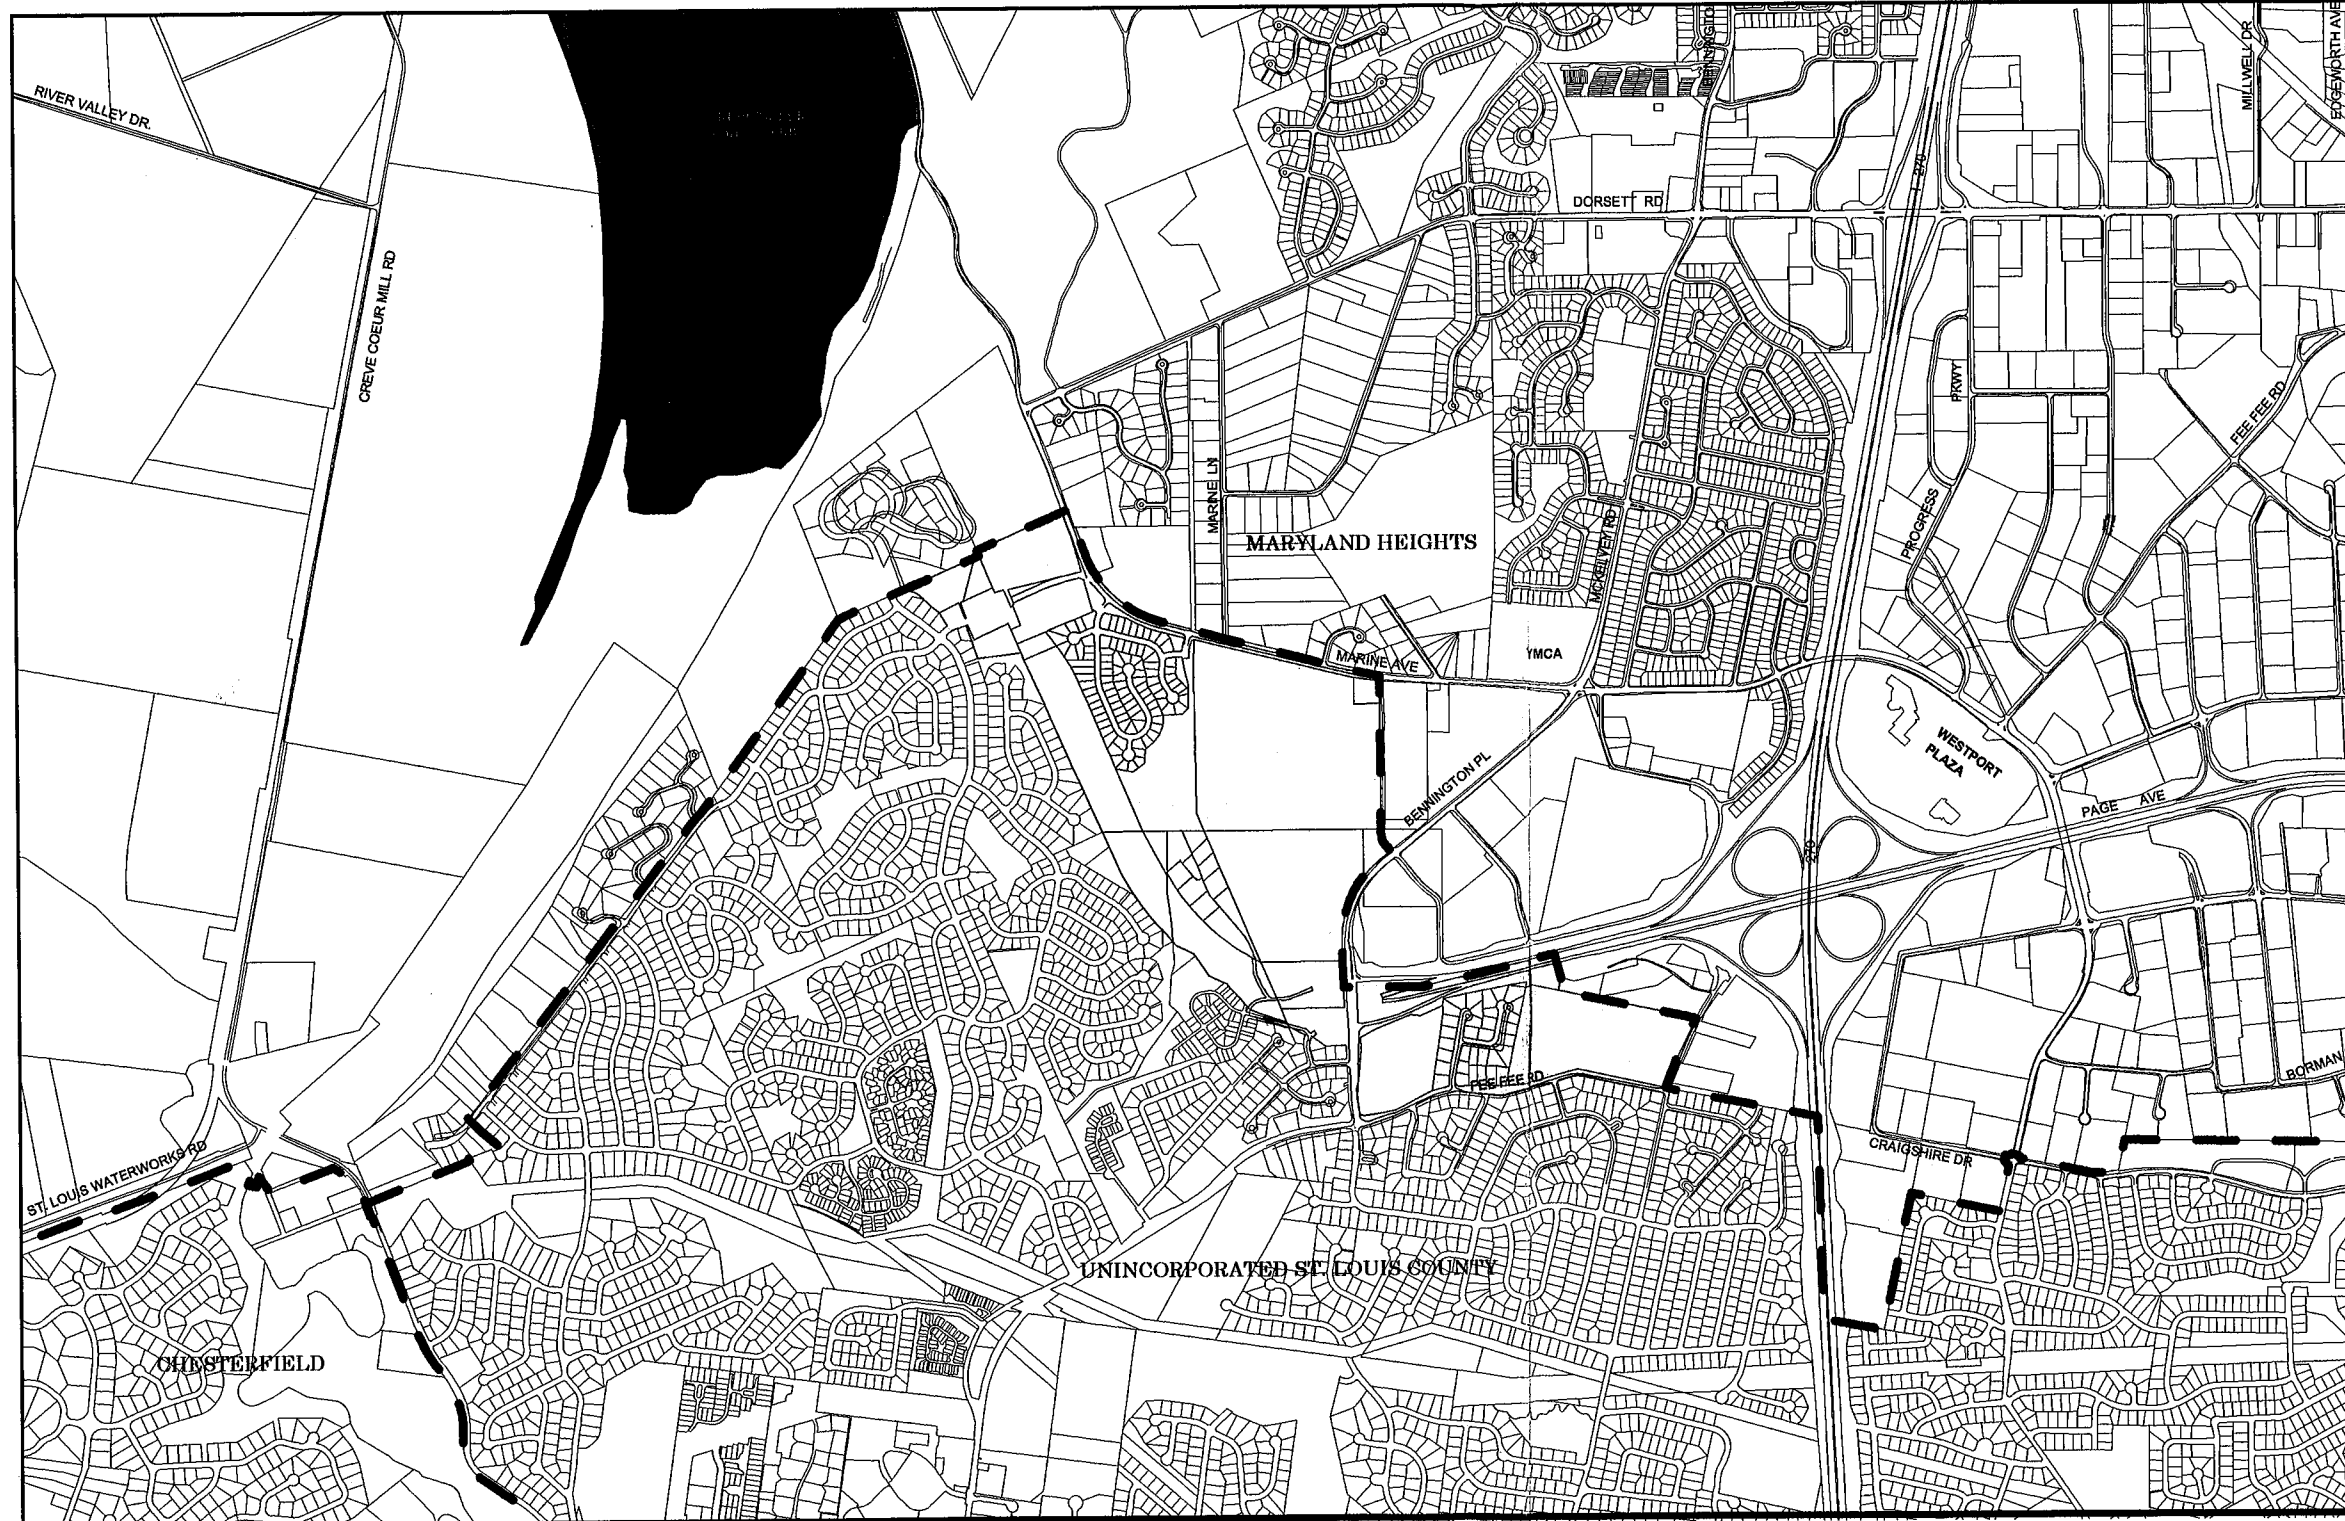 RIVER VALLEY DR.
CREVE COEUR MILL RD
DORSETT RD
I - 270
MILLWELL DR
EDGEWORTH AVE
PKWY
PROGRESS
FEE FEE RD
MARINE LN
MARYLAND HEIGHTS
MCKELVEY RD
YMCA
MARINE AVE
WESTPORT
PLAZA
PAGE AVE
BENNINGTON PL
270
FEE FEE RD
BORMAN
CRAIGSHIRE DR
ST. LOUIS WATERWORKS RD
UNINCORPORATED ST. LOUIS COUNTY
CHESTERFIELD